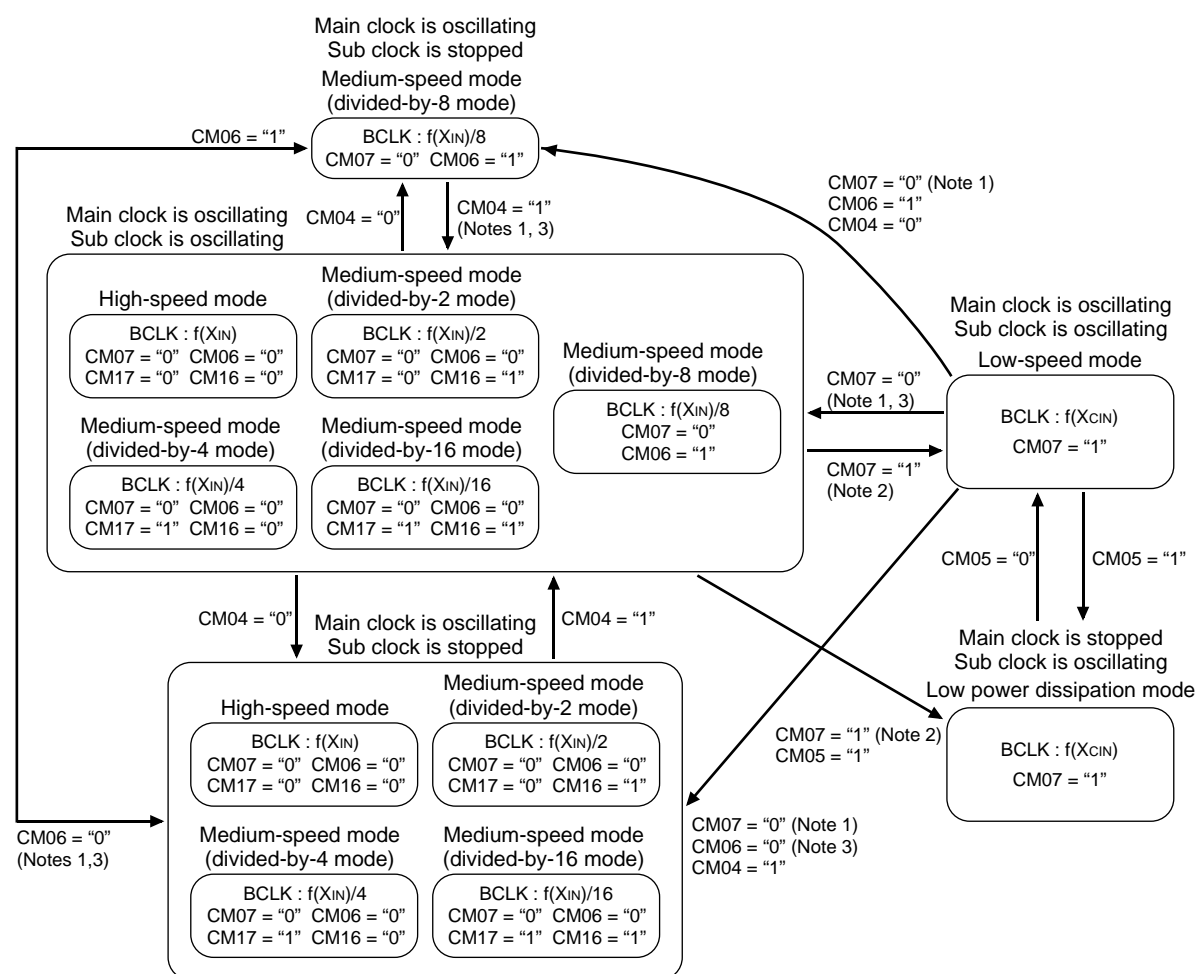 Main clock is oscillating
Sub clock is stopped
Medium-speed mode
(divided-by-8 mode)
CM06 = “1”
BCLK : f(XIN)/8
CM07 = “0” CM06 = “1”
CM07 = “0” (Note 1)
CM06 = “1”
CM04 = “0”
Main clock is oscillating
Sub clock is oscillating
CM04 = “0”
CM04 = “1”
(Notes 1, 3)
High-speed mode
BCLK : f(XIN)
CM07 = “0” CM06 = “0”
CM17 = “0” CM16 = “0”
Medium-speed mode
(divided-by-2 mode)
BCLK : f(XIN)/2
CM07 = “0” CM06 = “0”
CM17 = “0” CM16 = “1”
Medium-speed mode
(divided-by-8 mode)
BCLK : f(XIN)/8
CM07 = “0”
CM06 = “1”
Medium-speed mode
(divided-by-4 mode)
BCLK : f(XIN)/4
CM07 = “0” CM06 = “0”
CM17 = “1” CM16 = “0”
Medium-speed mode
(divided-by-16 mode)
BCLK : f(XIN)/16
CM07 = “0” CM06 = “0”
CM17 = “1” CM16 = “1”
Main clock is oscillating
Sub clock is oscillating
Low-speed mode
BCLK : f(XCIN)
CM07 = “1”
CM07 = “0”
(Note 1, 3)
CM07 = “1”
(Note 2)
CM05 = “0”
CM05 = “1”
Main clock is stopped
Sub clock is oscillating
Low power dissipation mode
BCLK : f(XCIN)
CM07 = “1”
CM07 = “1” (Note 2)
CM05 = “1”
CM04 = “0”
CM04 = “1”
Main clock is oscillating
Sub clock is stopped
High-speed mode
BCLK : f(XIN)
CM07 = “0” CM06 = “0”
CM17 = “0” CM16 = “0”
Medium-speed mode
(divided-by-2 mode)
BCLK : f(XIN)/2
CM07 = “0” CM06 = “0”
CM17 = “0” CM16 = “1”
Medium-speed mode
(divided-by-4 mode)
BCLK : f(XIN)/4
CM07 = “0” CM06 = “0”
CM17 = “1” CM16 = “0”
Medium-speed mode
(divided-by-16 mode)
BCLK : f(XIN)/16
CM07 = “0” CM06 = “0”
CM17 = “1” CM16 = “1”
CM06 = “0”
(Notes 1,3)
CM07 = “0” (Note 1)
CM06 = “0” (Note 3)
CM04 = “1”